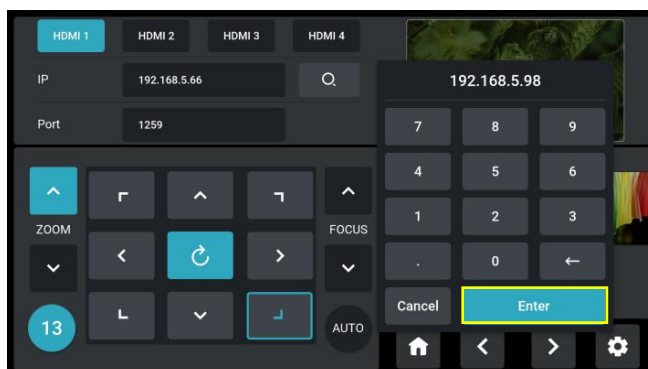 HDMI 1 HDMI 2 HDMI 3 HDMI 4
IP 192.168.5.66
Port 1259
192.168.5.98
7 8 9
4 5 6
1 2 3
. 0 ←
Cancel Enter
ZOOM
FOCUS
13
AUTO